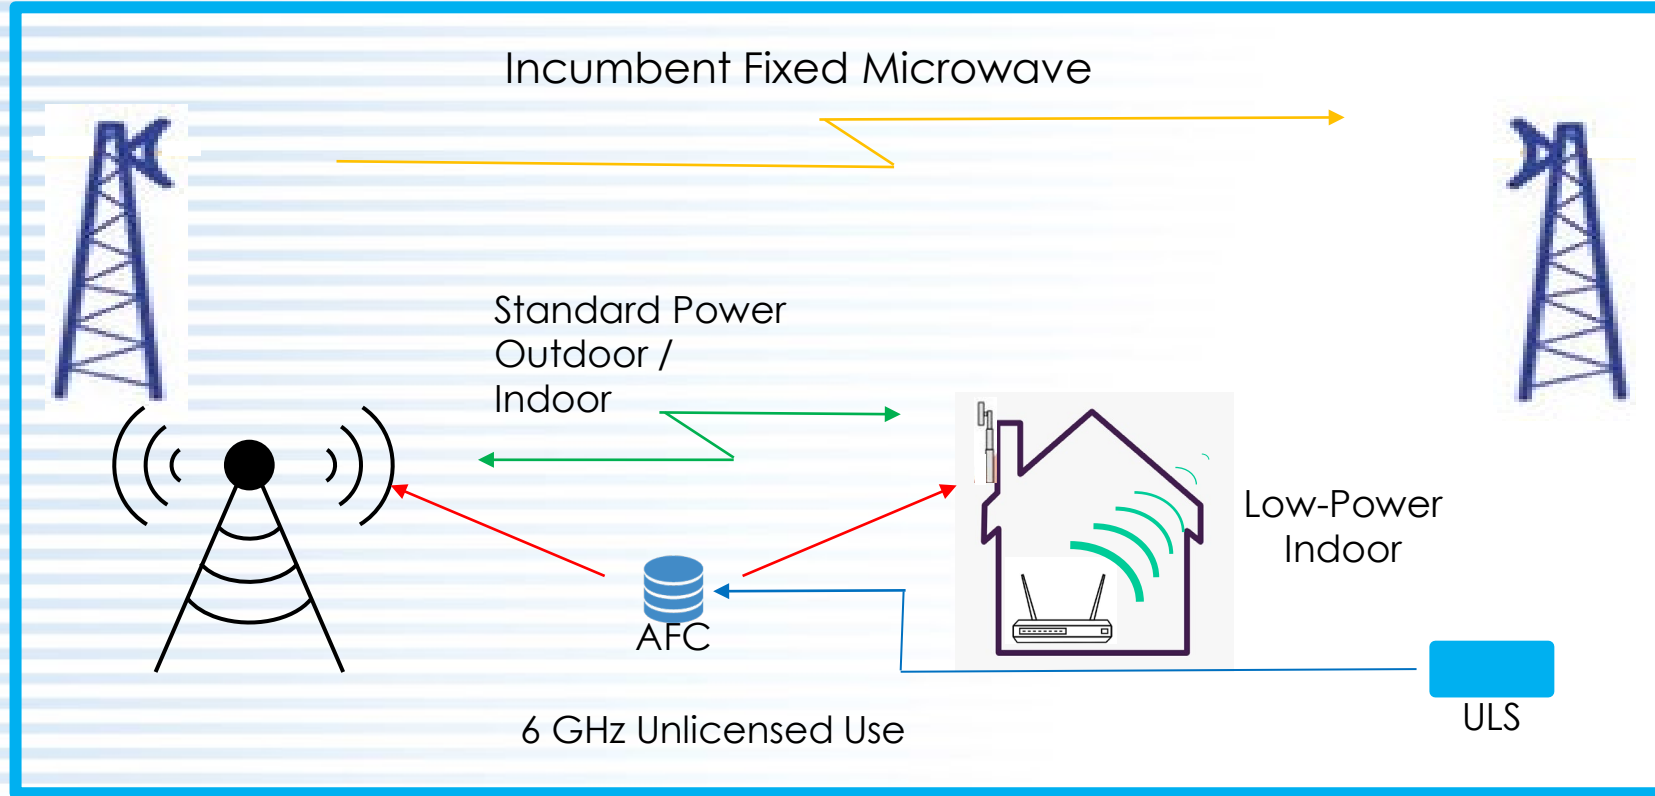 Incumbent Fixed Microwave
Standard Power
Outdoor /
Indoor
Low-Power
Indoor
AFC
ULS
6 GHz Unlicensed Use